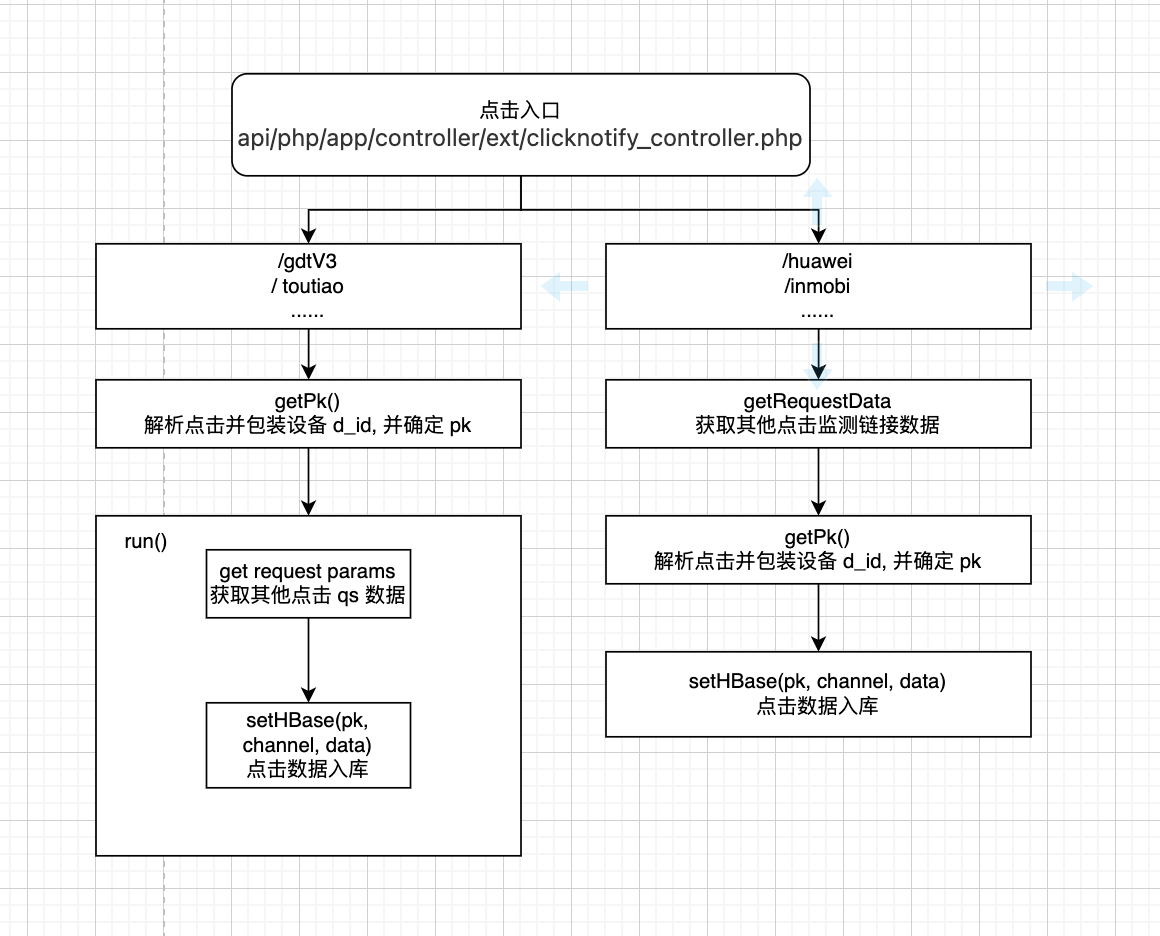 点击入口
api/php/app/controller/ext/clicknotify_controller.php
/gdtV3
/ toutiao
......
getPk()
解析点击并包装设备 d_id, 并确定 pk
run()
get request params
获取其他点击 qs 数据
setHBase(pk,
channel, data)
点击数据入库
/huawei
/inmobi
......
getRequestData
获取其他点击监测链接数据
getPk()
解析点击并包装设备 d_id, 并确定 pk
setHBase(pk, channel, data)
点击数据入库